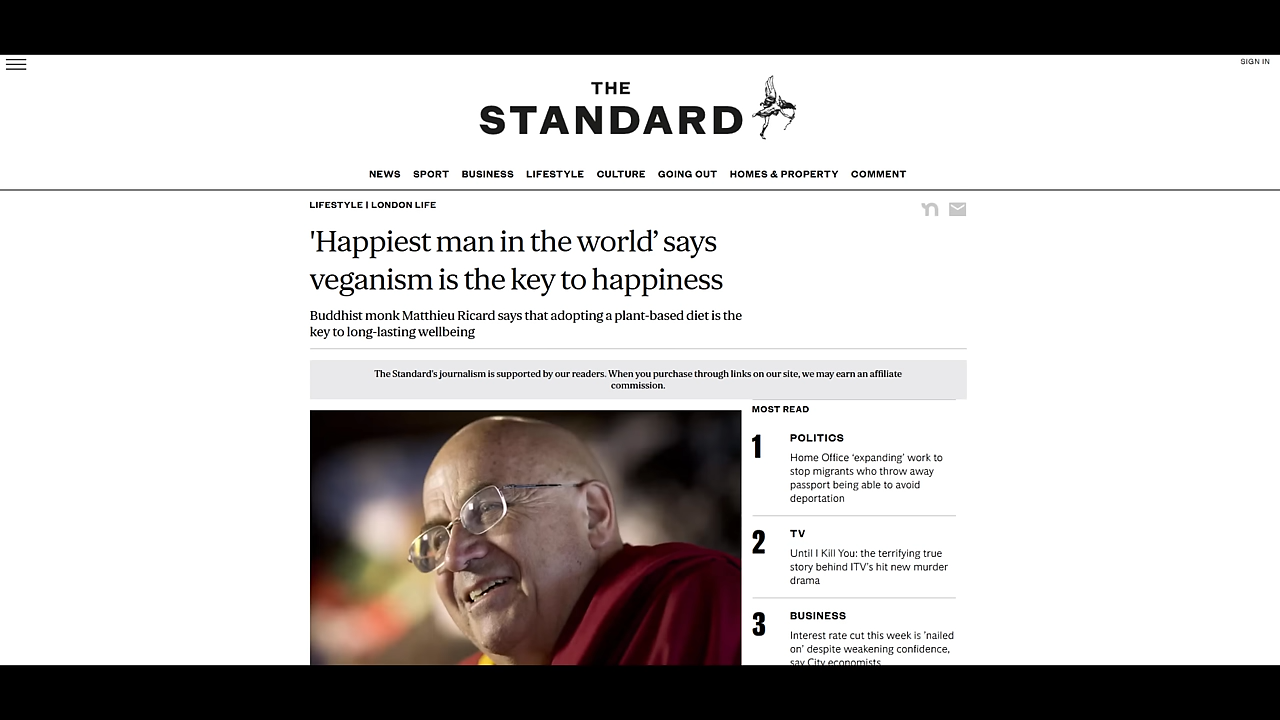 SIGN IN
THE
STANDARD
NEWS SPORT BUSINESS LIFESTYLE CULTURE GOING OUT HOMES & PROPERTY COMMENT
LIFESTYLE | LONDON LIFE
'Happiest man in the world’ says
veganism is the key to happiness
Buddhist monk Matthieu Ricard says that adopting a plant-based diet is the
key to long-lasting wellbeing
The Standard's journalism is supported by our readers. When you purchase through links on our site, we may earn an affiliate
commission.
MOST READ
1 POLITICS
Home Office ‘expanding’ work to
stop migrants who throw away
passport being able to avoid
deportation
2 TV
Until I Kill You: the terrifying true
story behind ITV’s hit new murder
drama
3 BUSINESS
Interest rate cut this week is ‘nailed
on’ despite weakening confidence,
say City economists